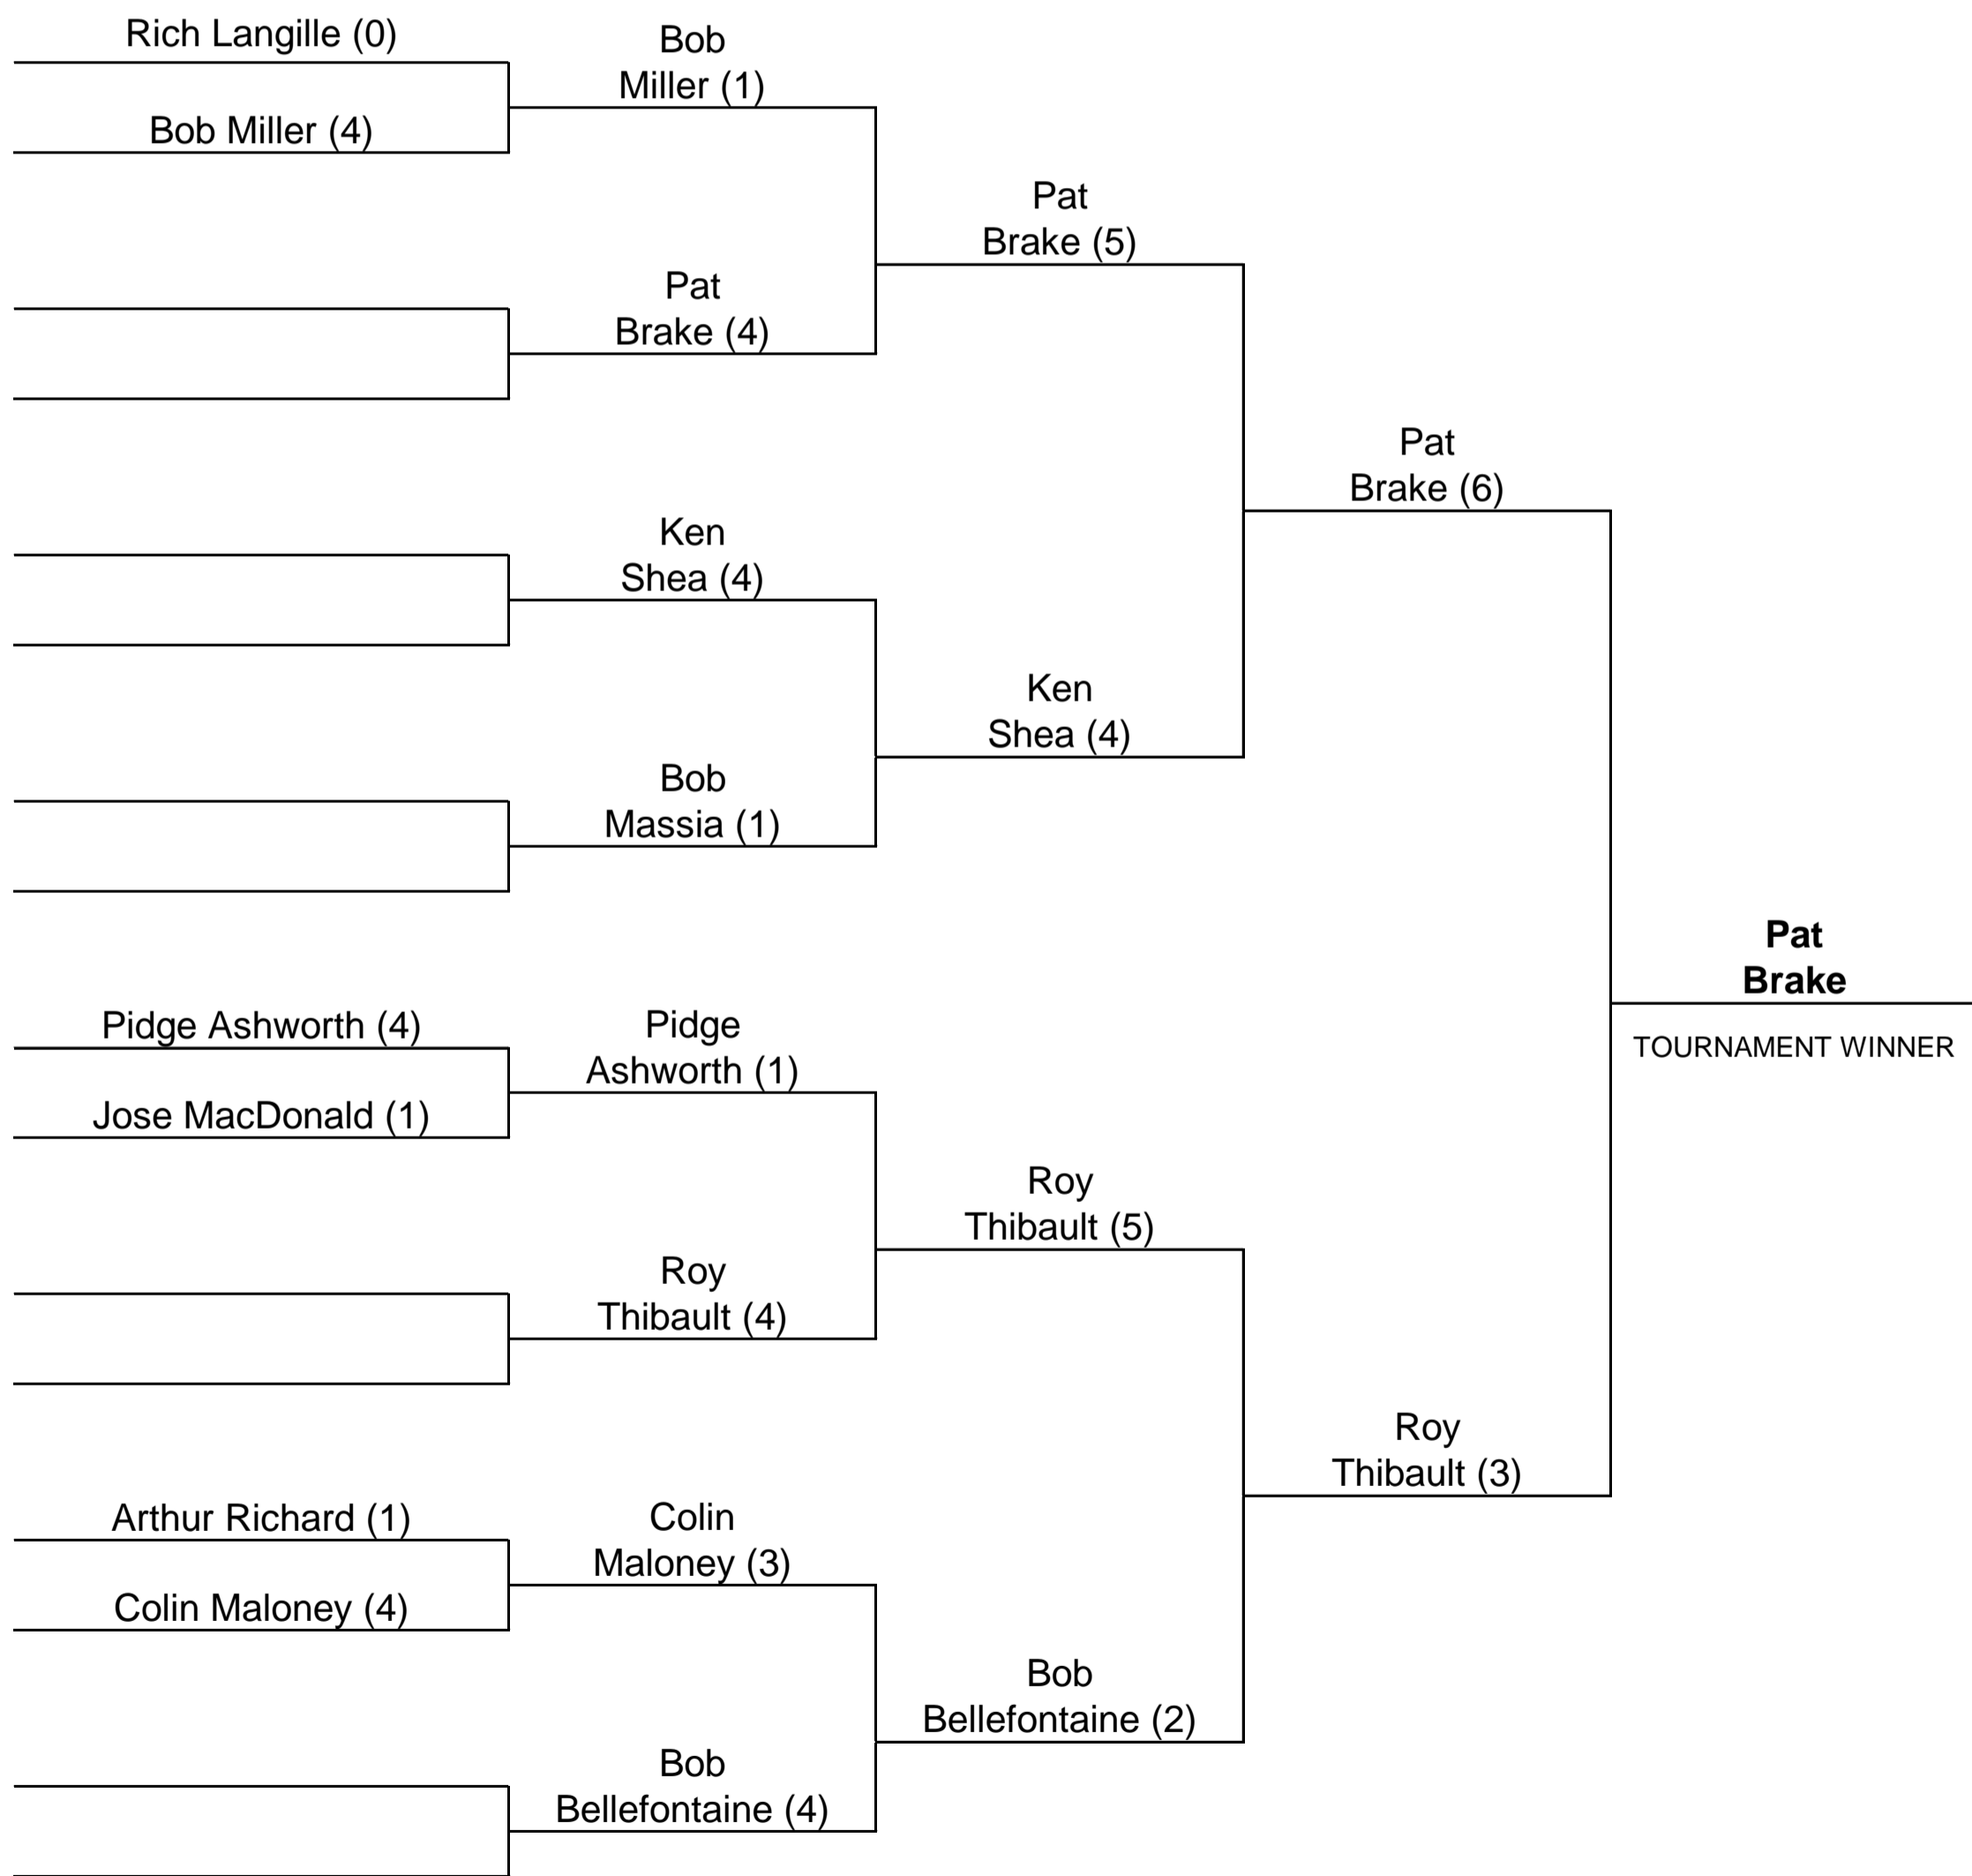 Rich Langille (0)
Bob Miller (4)
Pidge Ashworth (4)
Jose MacDonald (1)
Arthur Richard (1)
Colin Maloney (4)
Bob
Miller (1)
Pat
Brake (4)
Ken
Shea (4)
Bob
Massia (1)
Pidge
Ashworth (1)
Roy
Thibault (4)
Colin
Maloney (3)
Bob
Bellefontaine (4)
Pat
Brake (5)
Ken
Shea (4)
Roy
Thibault (5)
Bob
Bellefontaine (2)
Pat
Brake (6)
Roy
Thibault (3)
Pat
Brake
TOURNAMENT WINNER